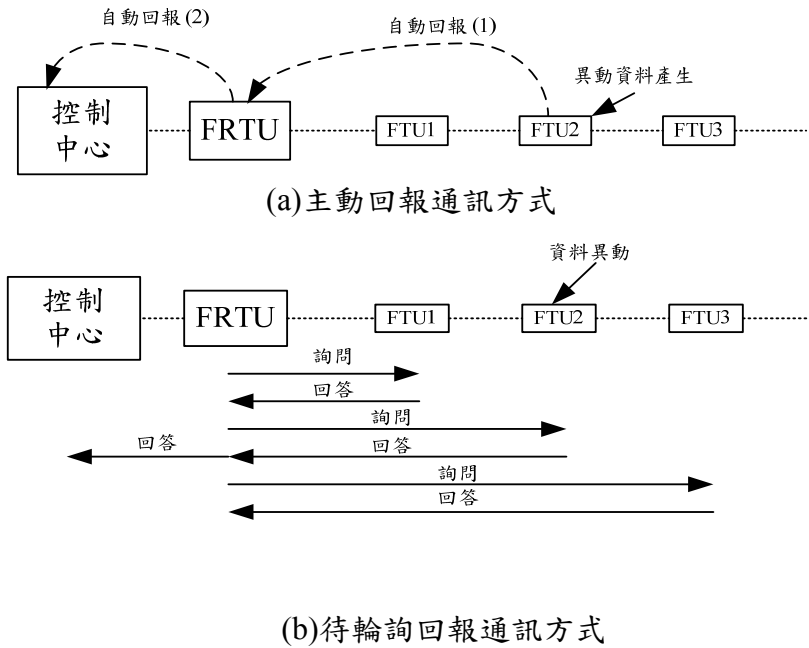 自動回報(2)
自動回報(1)
異動資料產生
控制
中心
FRTU
FTU1
FTU2
FTU3
(a)主動回報通訊方式
資料異動
控制
中心
FRTU
FTU1
FTU2
FTU3
詢問
回答
詢問
回答
回答
詢問
回答
(b)待輪詢回報通訊方式